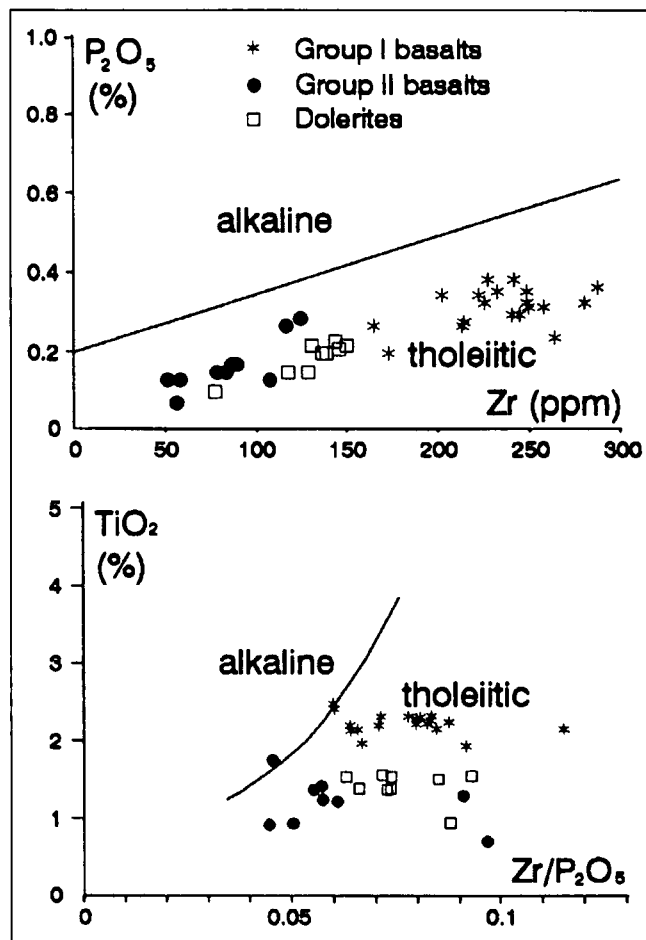 P₂O₅
(%)
1.0
0.8
0.6
0.4
0.2
0
* Group I basalts
● Group II basalts
□ Dolerites
alkaline
tholeiitic
Zr (ppm)
0 50 100 150 200 250 300
TiO₂
(%)
5
4
3
2
1
0
alkaline
tholeiitic
Zr/P₂O₅
0 0.05 0.1